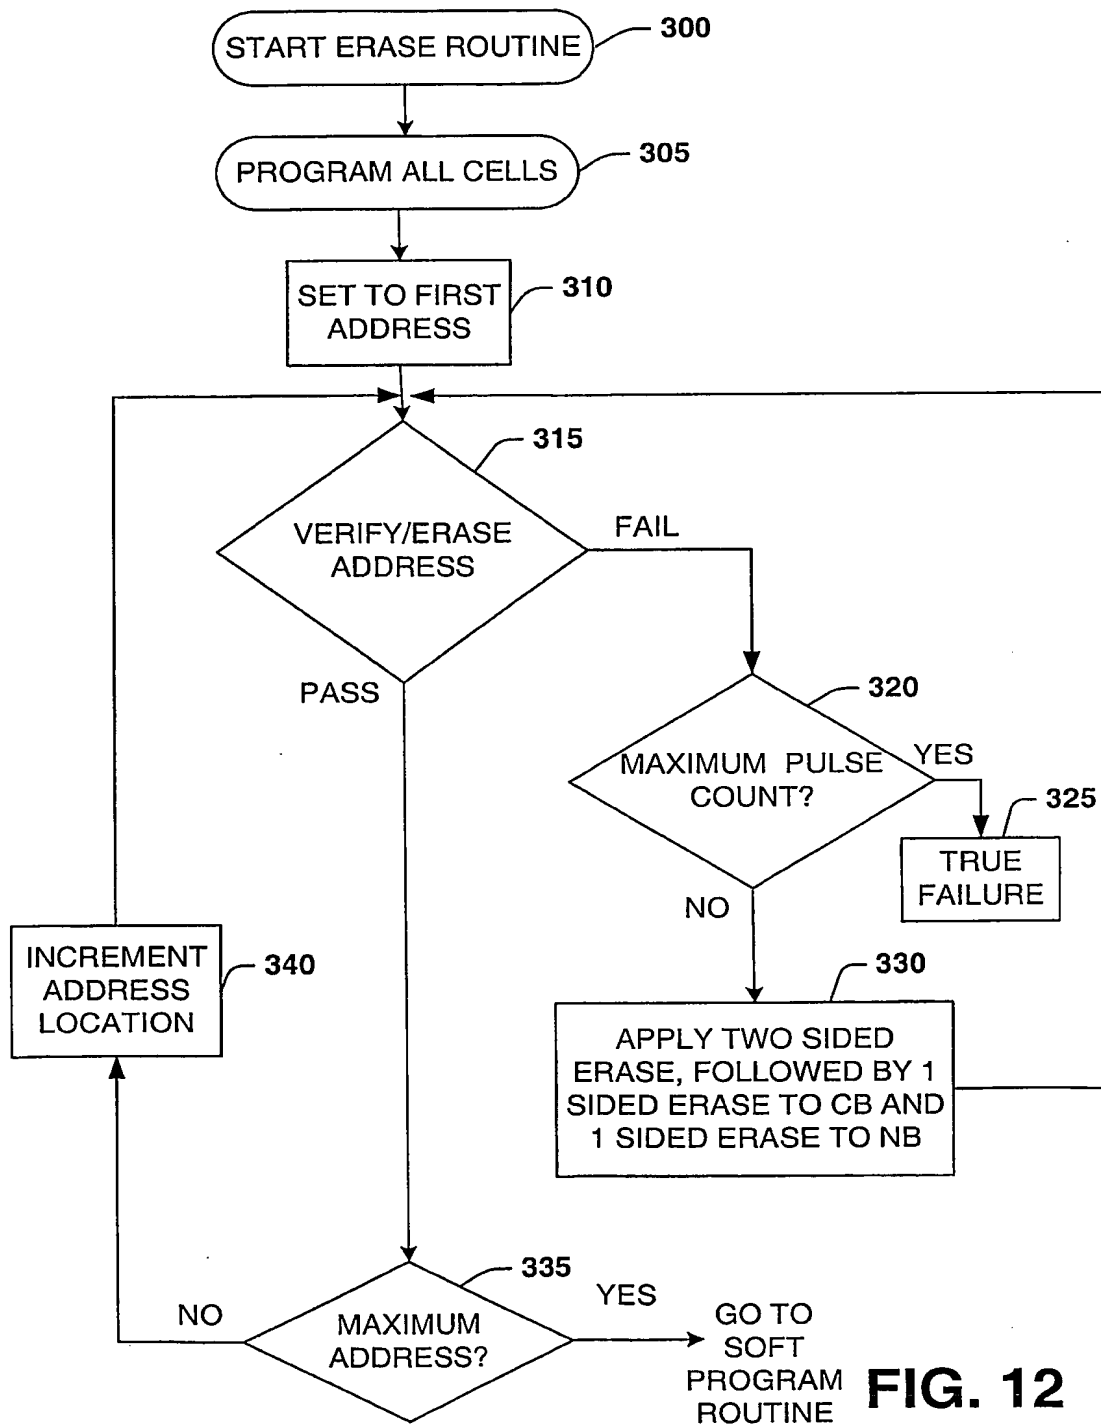 START ERASE ROUTINE
300
PROGRAM ALL CELLS
305
SET TO FIRST
ADDRESS
310
315
VERIFY/ERASE
ADDRESS
FAIL
PASS
320
MAXIMUM PULSE
COUNT?
YES
325
TRUE
FAILURE
NO
330
APPLY TWO SIDED
ERASE, FOLLOWED BY 1
SIDED ERASE TO CB AND
1 SIDED ERASE TO NB
INCREMENT
ADDRESS
LOCATION
340
335
MAXIMUM
ADDRESS?
NO
YES
GO TO
SOFT
PROGRAM
ROUTINE
FIG. 12